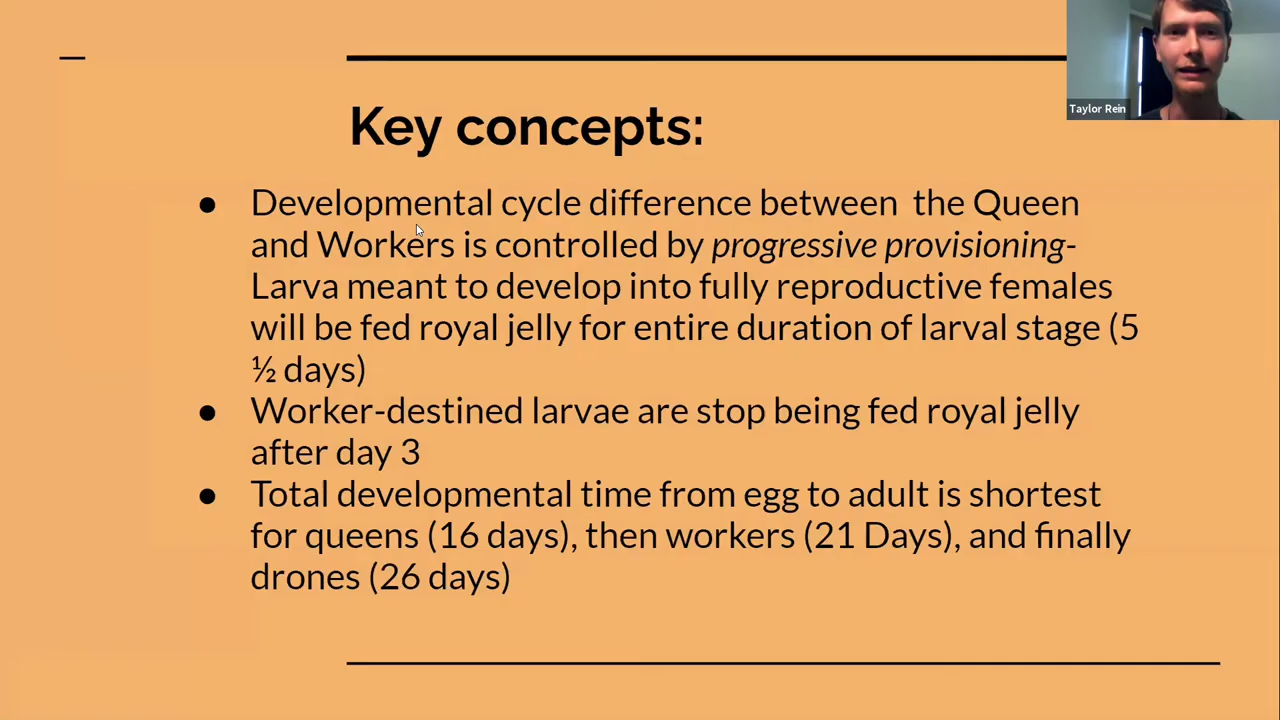 Taylor Rein
Key concepts:
● Developmental cycle difference between the Queen
and Workers is controlled by progressive provisioning-
Larva meant to develop into fully reproductive females
will be fed royal jelly for entire duration of larval stage (5
½ days)
● Worker-destined larvae are stop being fed royal jelly
after day 3
● Total developmental time from egg to adult is shortest
for queens (16 days), then workers (21 Days), and finally
drones (26 days)